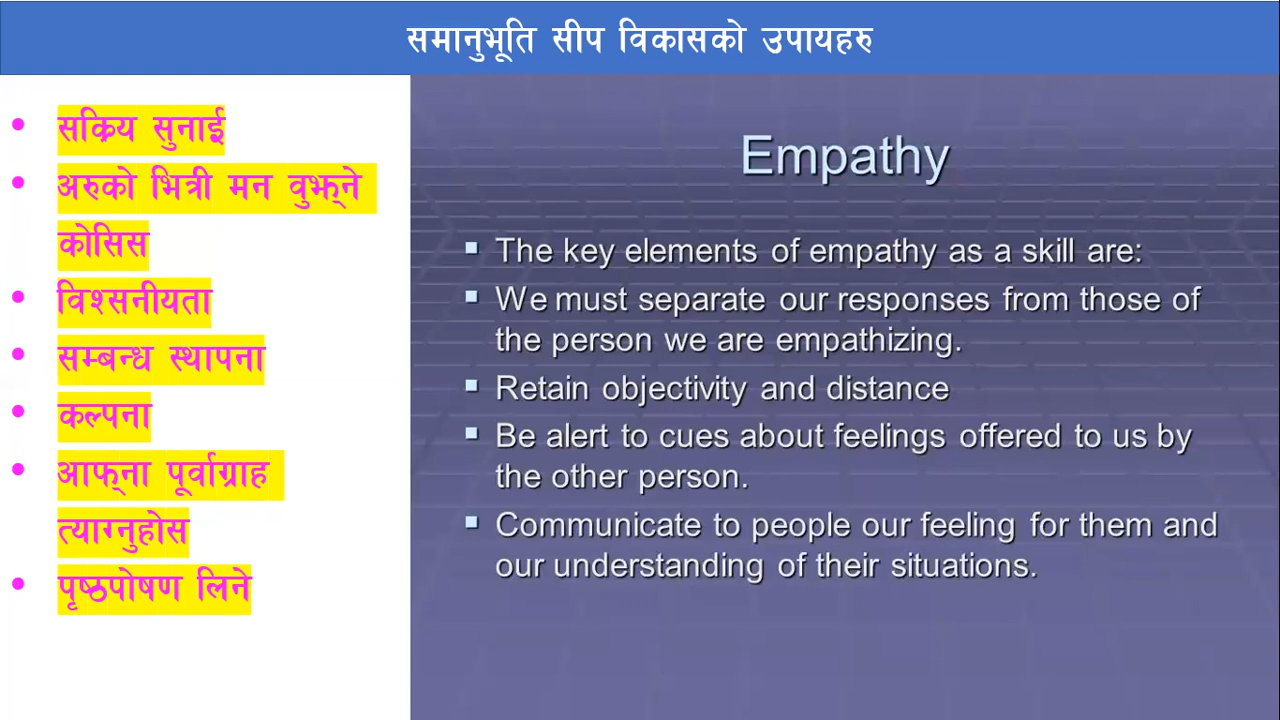 समानुभूति सीप विकासको उपायहरु
• सक्रिय सुनाई
• अरुको भित्री मन वुझ्ने
कोसिस
• विश्सनीयता
• सम्बन्ध स्थापना
• कल्पना
• आफ्ना पूर्वाग्राह
त्याग्नुहोस
• पृष्ठपोषण लिने
Empathy
▪ The key elements of empathy as a skill are:
▪ We must separate our responses from those of
the person we are empathizing.
▪ Retain objectivity and distance
▪ Be alert to cues about feelings offered to us by
the other person.
▪ Communicate to people our feeling for them and
our understanding of their situations.